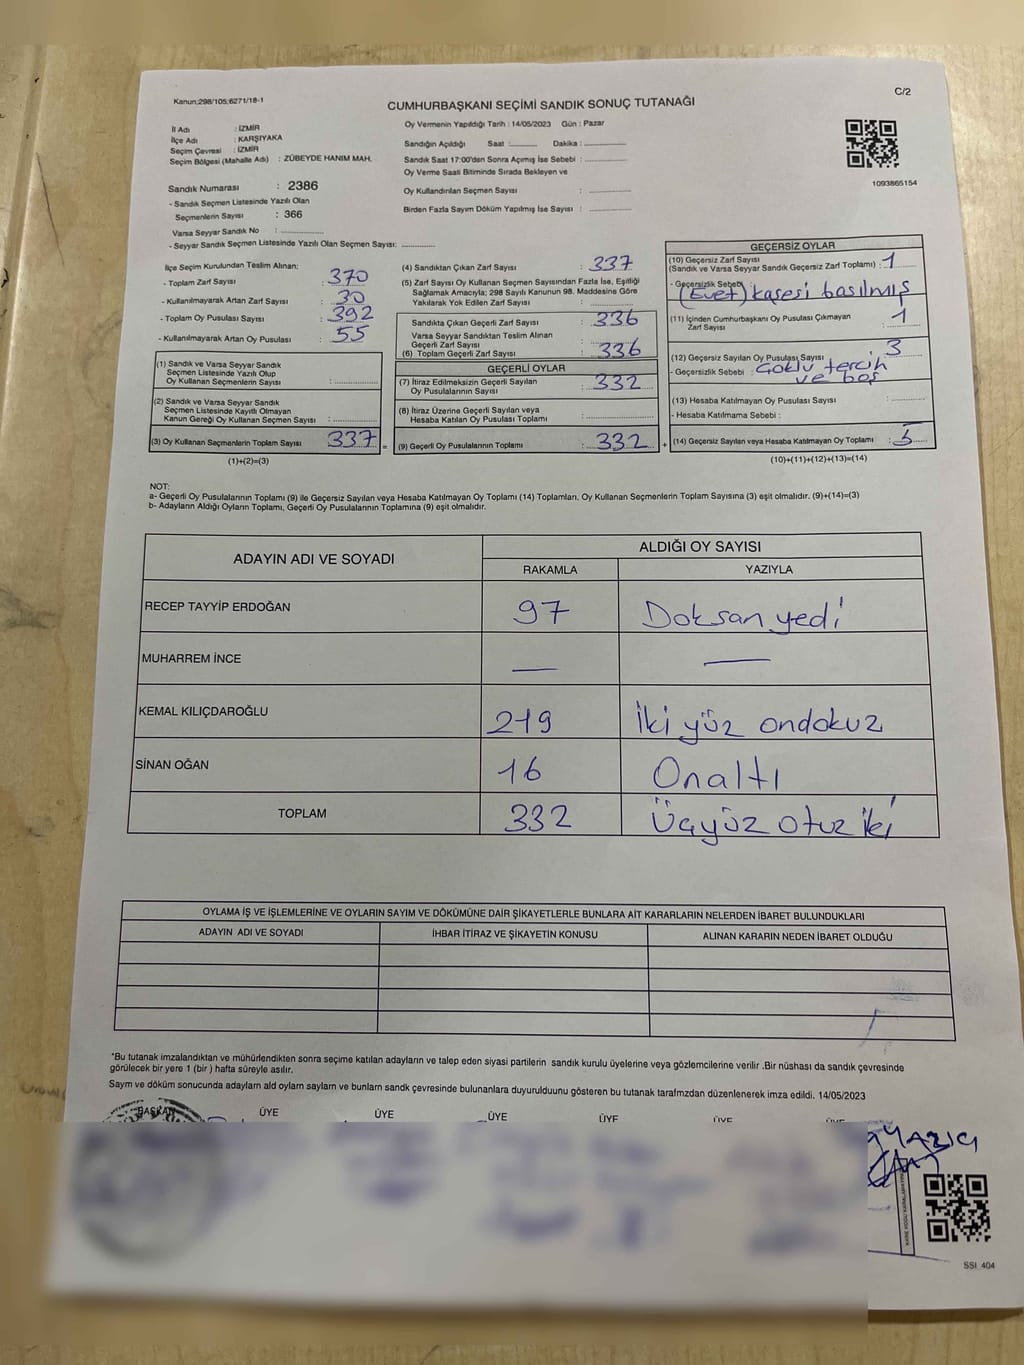 Kanun;298/105;6271/18-1
C/2
CUMHURBAŞKANI SEÇİMİ SANDIK SONUÇ TUTANAĞI
İl Adı : İZMİR
İlçe Adı : KARŞIYAKA
Seçim Çevresi : İZMİR
Seçim Bölgesi (Mahalle Adı) : ZÜBEYDE HANIM MAH.
Sandık Numarası : 2386
- Sandık Seçmen Listesinde Yazılı Olan
Seçmenlerin Sayısı : 366
Varsa Seyyar Sandık No :
- Seyyar Sandık Seçmen Listesinde Yazılı Olan Seçmen Sayısı:
Oy Vermenin Yapıldığı Tarih : 14/05/2023 Gün : Pazar
Sandığın Açıldığı Saat : Dakika :
Sandık Saat 17:00'den Sonra Açılmış İse Sebebi :
Oy Verme Saati Bitiminde Sırada Bekleyen ve
Oy Kullandırılan Seçmen Sayısı :
Birden Fazla Sayım Döküm Yapılmış İse Sayısı :
1093865154
İlçe Seçim Kurulundan Teslim Alınan;
- Toplam Zarf Sayısı : 370
- Kullanılmayarak Artan Zarf Sayısı : 30
- Toplam Oy Pusulası Sayısı : 392
- Kullanılmayarak Artan Oy Pusulası : 55
(1) Sandık ve Varsa Seyyar Sandık
Seçmen Listesinde Yazılı Olup
Oy Kullanan Seçmenlerin Sayısı :
(2) Sandık ve Varsa Seyyar Sandık
Seçmen Listesinde Kayıtlı Olmayan
Kanun Gereği Oy Kullanan Seçmen Sayısı :
(3) Oy Kullanan Seçmenlerin Toplam Sayısı : 337 =
(1)+(2)=(3)
(4) Sandıktan Çıkan Zarf Sayısı : 337
(5) Zarf Sayısı Oy Kullanan Seçmen Sayısından Fazla İse, Eşitliği
Sağlamak Amacıyla; 298 Sayılı Kanunun 98. Maddesine Göre
Yakılarak Yok Edilen Zarf Sayısı :
Sandıkta Çıkan Geçerli Zarf Sayısı : 336
Varsa Seyyar Sandıktan Teslim Alınan
Geçerli Zarf Sayısı :
(6) Toplam Geçerli Zarf Sayısı : 336
GEÇERLİ OYLAR
(7) İtiraz Edilmeksizin Geçerli Sayılan
Oy Pusulalarının Sayısı : 332
(8) İtiraz Üzerine Geçerli Sayılan veya
Hesaba Katılan Oy Pusulası Toplamı :
(9) Geçerli Oy Pusulalarının Toplamı : 332 +
GEÇERSİZ OYLAR
(10) Geçersiz Zarf Sayısı
(Sandık ve Varsa Seyyar Sandık Geçersiz Zarf Toplamı) : 1
- Geçersizlik Sebebi
(Evet) kaşesi basılmış
(11) İçinden Cumhurbaşkanı Oy Pusulası Çıkmayan
Zarf Sayısı : 1
(12) Geçersiz Sayılan Oy Pusulası Sayısı : 3
- Geçersizlik Sebebi : Çoklu tercih
ve boş
(13) Hesaba Katılmayan Oy Pusulası Sayısı :
- Hesaba Katılmama Sebebi :
(14) Geçersiz Sayılan veya Hesaba Katılmayan Oy Toplamı : 5
(10)+(11)+(12)+(13)=(14)
NOT:
a- Geçerli Oy Pusulalarının Toplamı (9) ile Geçersiz Sayılan veya Hesaba Katılmayan Oy Toplamı (14) Toplamları, Oy Kullanan Seçmenlerin Toplam Sayısına (3) eşit olmalıdır. (9)+(14)=(3)
b- Adayların Aldığı Oyların Toplamı, Geçerli Oy Pusulalarının Toplamına (9) eşit olmalıdır.
ADAYIN ADI VE SOYADI
ALDIĞI OY SAYISI
RAKAMLA YAZIYLA
RECEP TAYYİP ERDOĞAN 97 Doksan yedi
MUHARREM İNCE — —
KEMAL KILIÇDAROĞLU 219 İki yüz ondokuz
SİNAN OĞAN 16 Onaltı
TOPLAM 332 Üçyüz otuz iki
OYLAMA İŞ VE İŞLEMLERİNE VE OYLARIN SAYIM VE DÖKÜMÜNE DAİR ŞİKAYETLERLE BUNLARA AİT KARARLARIN NELERDEN İBARET BULUNDUKLARI
ADAYIN ADI VE SOYADI İHBAR İTİRAZ VE ŞİKAYETİN KONUSU ALINAN KARARIN NEDEN İBARET OLDUĞU
*Bu tutanak imzalandıktan ve mühürlendikten sonra seçime katılan adayların ve talep eden siyasi partilerin sandık kurulu üyelerine veya gözlemcilerine verilir .Bir nüshası da sandık çevresinde
görülecek bir yere 1 (bir ) hafta süreyle asılır.
Sayım ve döküm sonucunda adayların aldı oyların sayların ve bunların sandk çevresinde bulunanlara duyurulduunu gösteren bu tutanak tarafmzdan düzenlenerek imza edildi. 14/05/2023
BAŞKAN ÜYE ÜYE ÜYE ÜYE ÜYE ÜYE
YAZICI
SSI_404